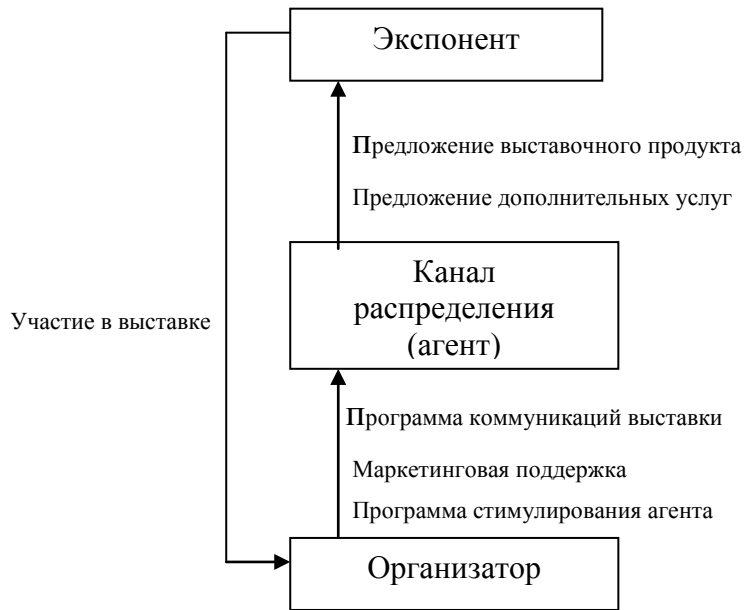 Экспонент
Предложение выставочного продукта
Предложение дополнительных услуг
Канал
распределения
(агент)
Участие в выставке
Программа коммуникаций выставки
Маркетинговая поддержка
Программа стимулирования агента
Организатор